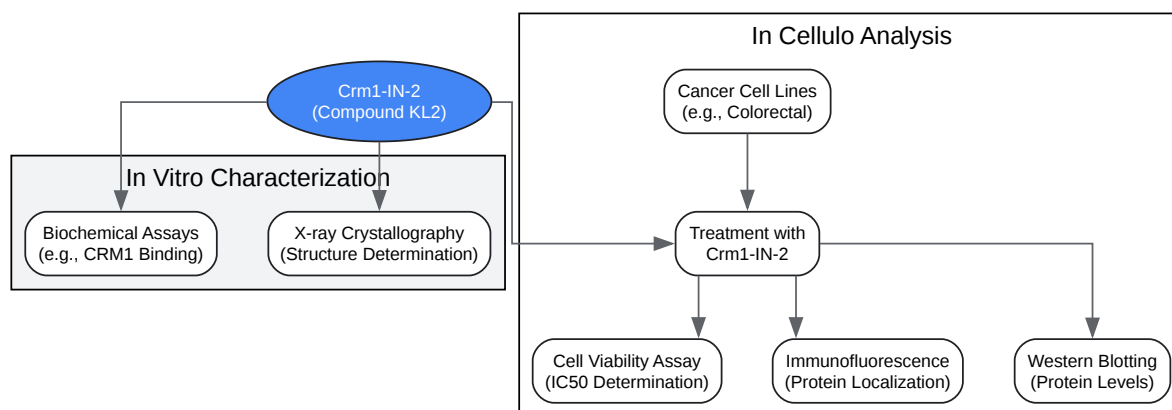 In Cellulo Analysis
Crm1-IN-2
(Compound KL2)
Cancer Cell Lines
(e.g., Colorectal)
In Vitro Characterization
Biochemical Assays
(e.g., CRM1 Binding)
X-ray Crystallography
(Structure Determination)
Treatment with
Crm1-IN-2
Cell Viability Assay
(IC50 Determination)
Immunofluorescence
(Protein Localization)
Western Blotting
(Protein Levels)